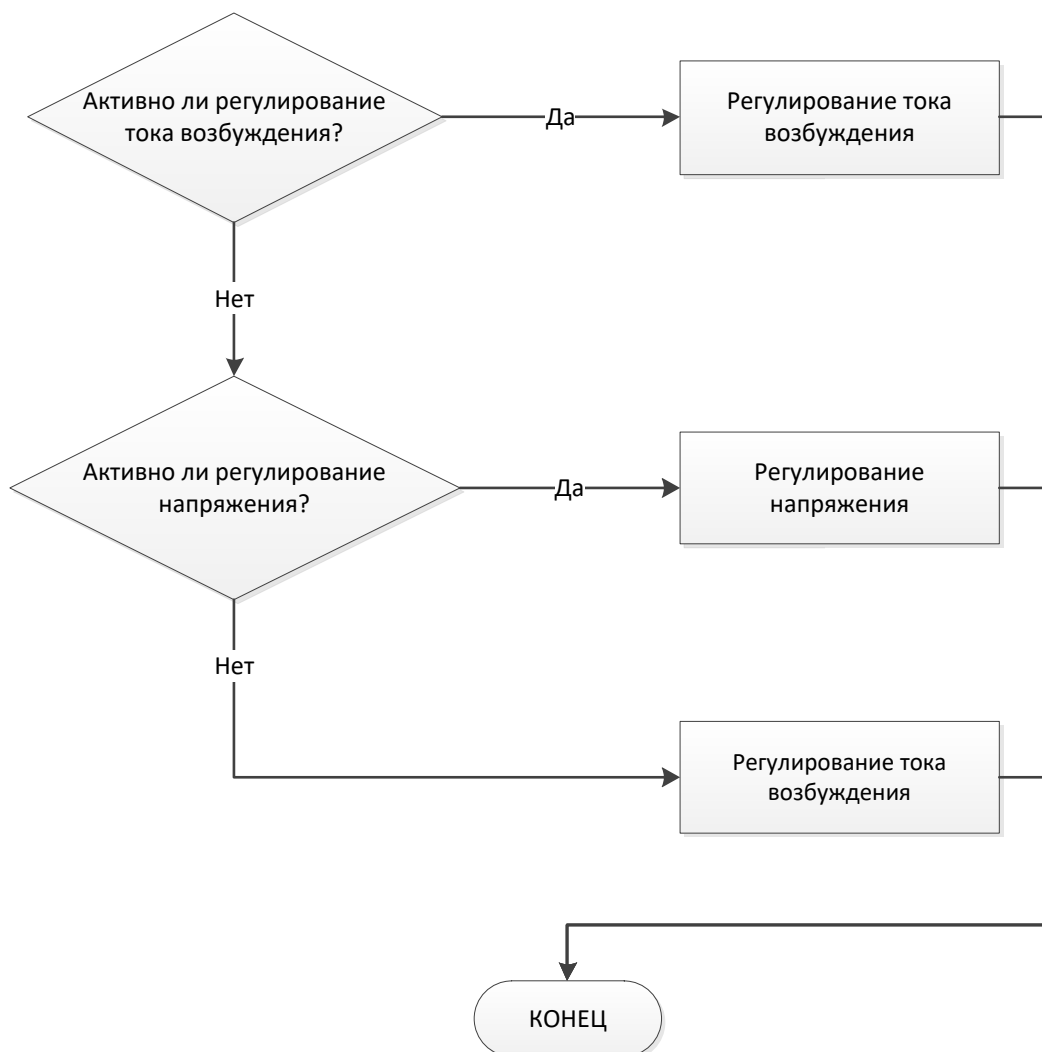 Активно ли регулирование
тока возбуждения?
Да
Регулирование тока
возбуждения
Нет
Активно ли регулирование
напряжения?
Да
Регулирование
напряжения
Нет
Регулирование тока
возбуждения
КОНЕЦ